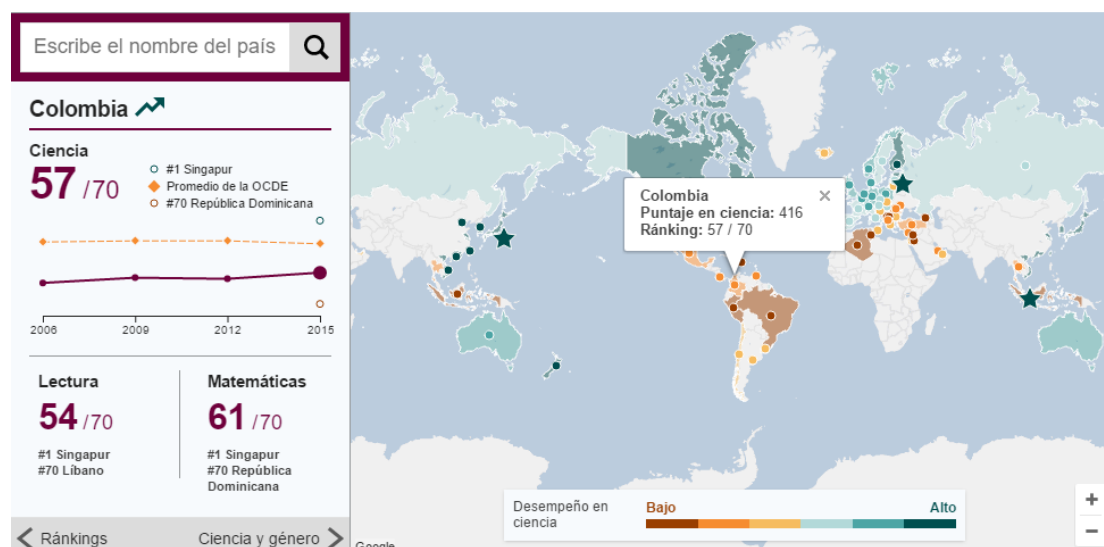 Escribe el nombre del país
Colombia
Ciencia
57 /70
#1 Singapur
Promedio de la OCDE
#70 República Dominicana
2006 2009 2012 2015
Lectura
54 /70
#1 Singapur
#70 Líbano
Matemáticas
61 /70
#1 Singapur
#70 República
Dominicana
Ránkings
Ciencia y género
Colombia
Puntaje en ciencia: 416
Ránking: 57 / 70
Desempeño en
ciencia
Bajo
Alto
Google